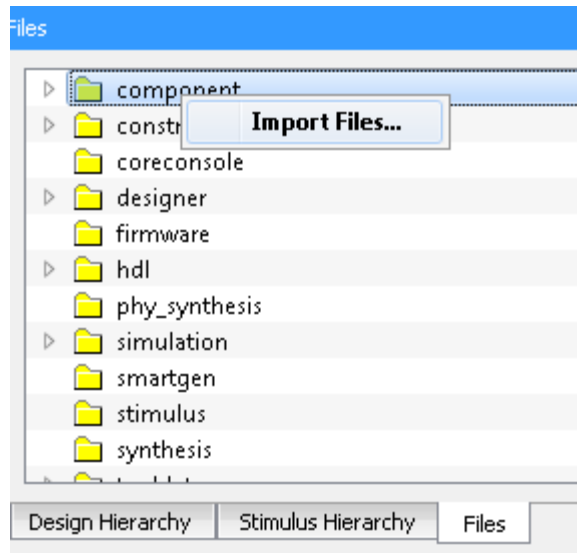 Files
component
Import Files...
constr
coreconsole
designer
firmware
hdl
phy_synthesis
simulation
smartgen
stimulus
synthesis
Design Hierarchy Stimulus Hierarchy Files